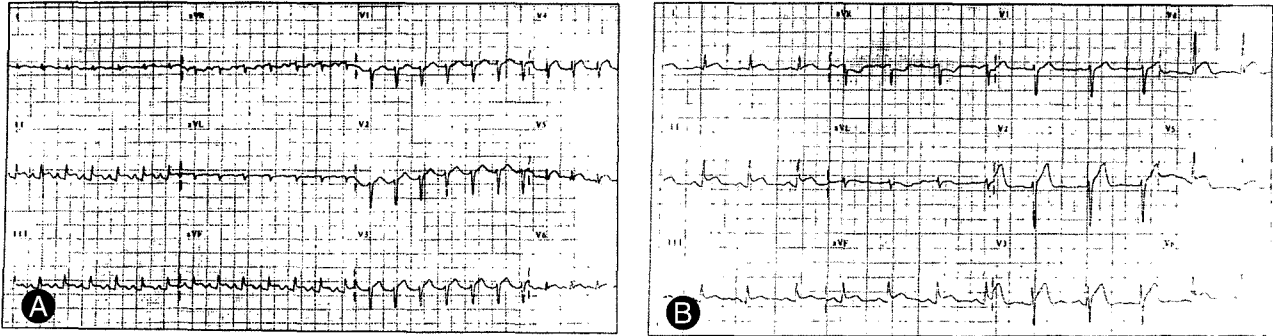 I aVR V1 V4
II aVL V2 V5
III aVF V3 V6
A
I aVR V1 V4
II aVL V2 V5
III aVF V3
B